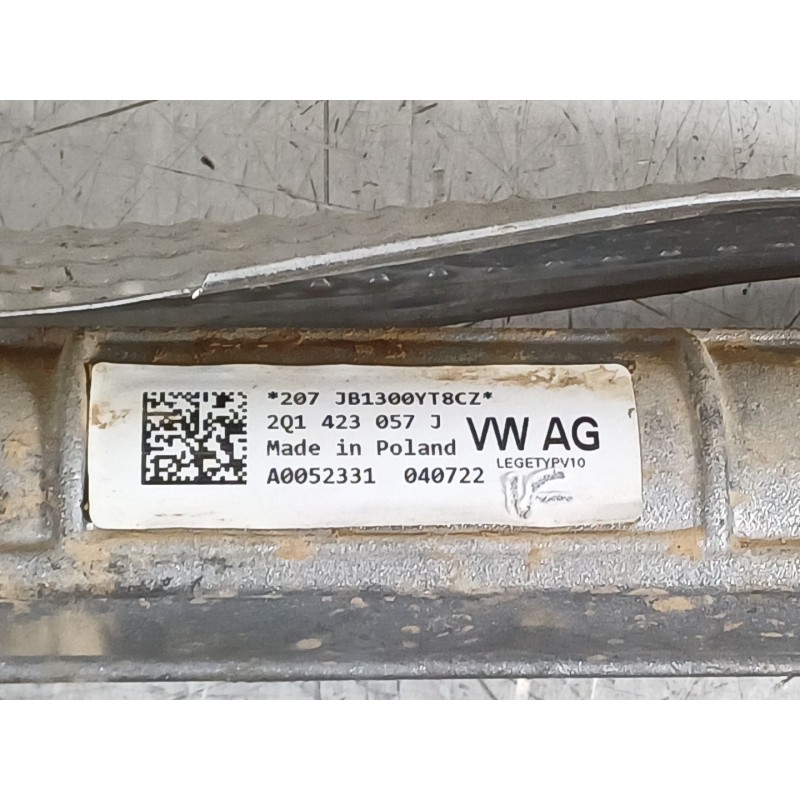 *207 JB1300YT8CZ*
2Q1 423 057 J
Made in Poland
A0052331 040722
VW AG
LEGETYPV10